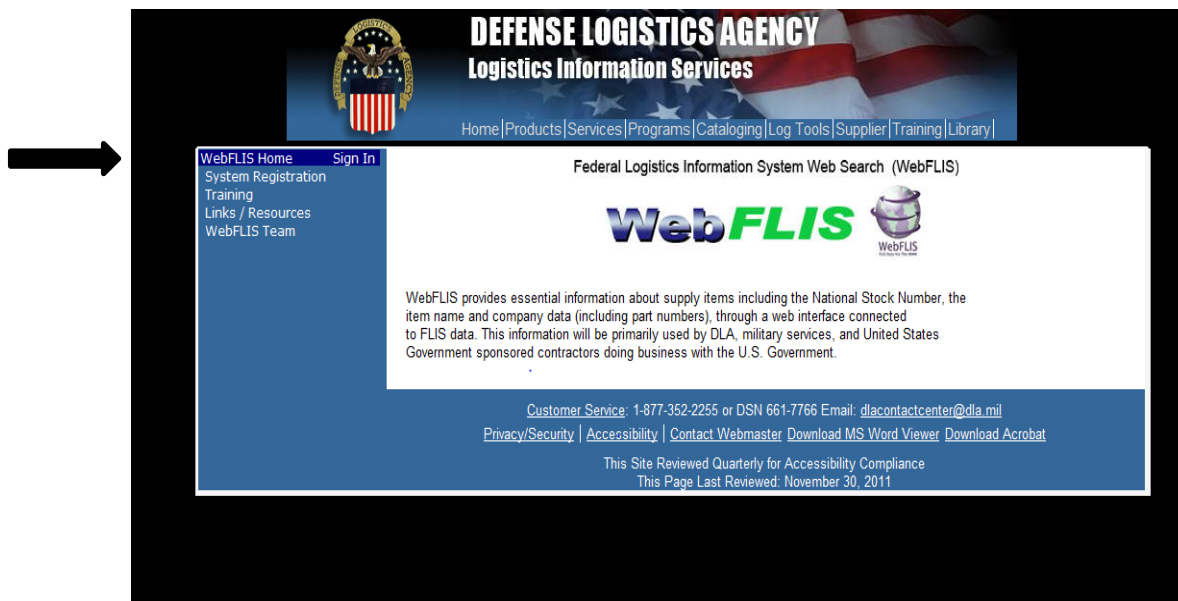 LOGISTICS
DEFENSE
AGENCY
DEFENSE LOGISTICS AGENCY
Logistics Information Services
Home|Products|Services|Programs|Cataloging|Log Tools|Supplier|Training|Library|
WebFLIS Home Sign In
System Registration
Training
Links / Resources
WebFLIS Team
Federal Logistics Information System Web Search (WebFLIS)
WebFLIS
WebFLIS
WebFLIS provides essential information about supply items including the National Stock Number, the
item name and company data (including part numbers), through a web interface connected
to FLIS data. This information will be primarily used by DLA, military services, and United States
Government sponsored contractors doing business with the U.S. Government.
Customer Service: 1-877-352-2255 or DSN 661-7766 Email: dlacontactcenter@dla.mil
Privacy/Security | Accessibility | Contact Webmaster Download MS Word Viewer Download Acrobat
This Site Reviewed Quarterly for Accessibility Compliance
This Page Last Reviewed: November 30, 2011